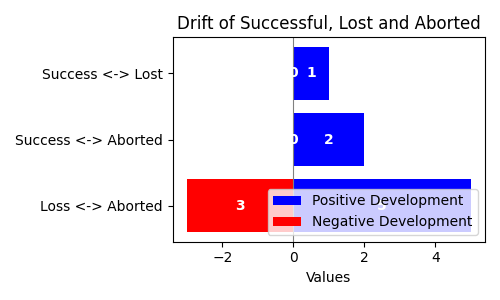 Drift of Successful, Lost and Aborted
Success <-> Lost
0 1
Success <-> Aborted
0 2
Loss <-> Aborted
3
Positive Development
Negative Development
−2 0 2 4
Values